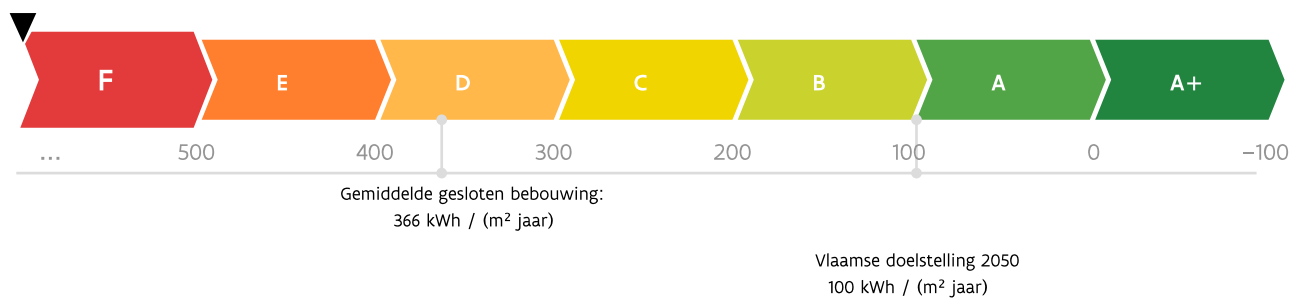 F E D C B A A+
... 500 400 300 200 100 0 −100
Gemiddelde gesloten bebouwing:
366 kWh / (m² jaar)
Vlaamse doelstelling 2050
100 kWh / (m² jaar)